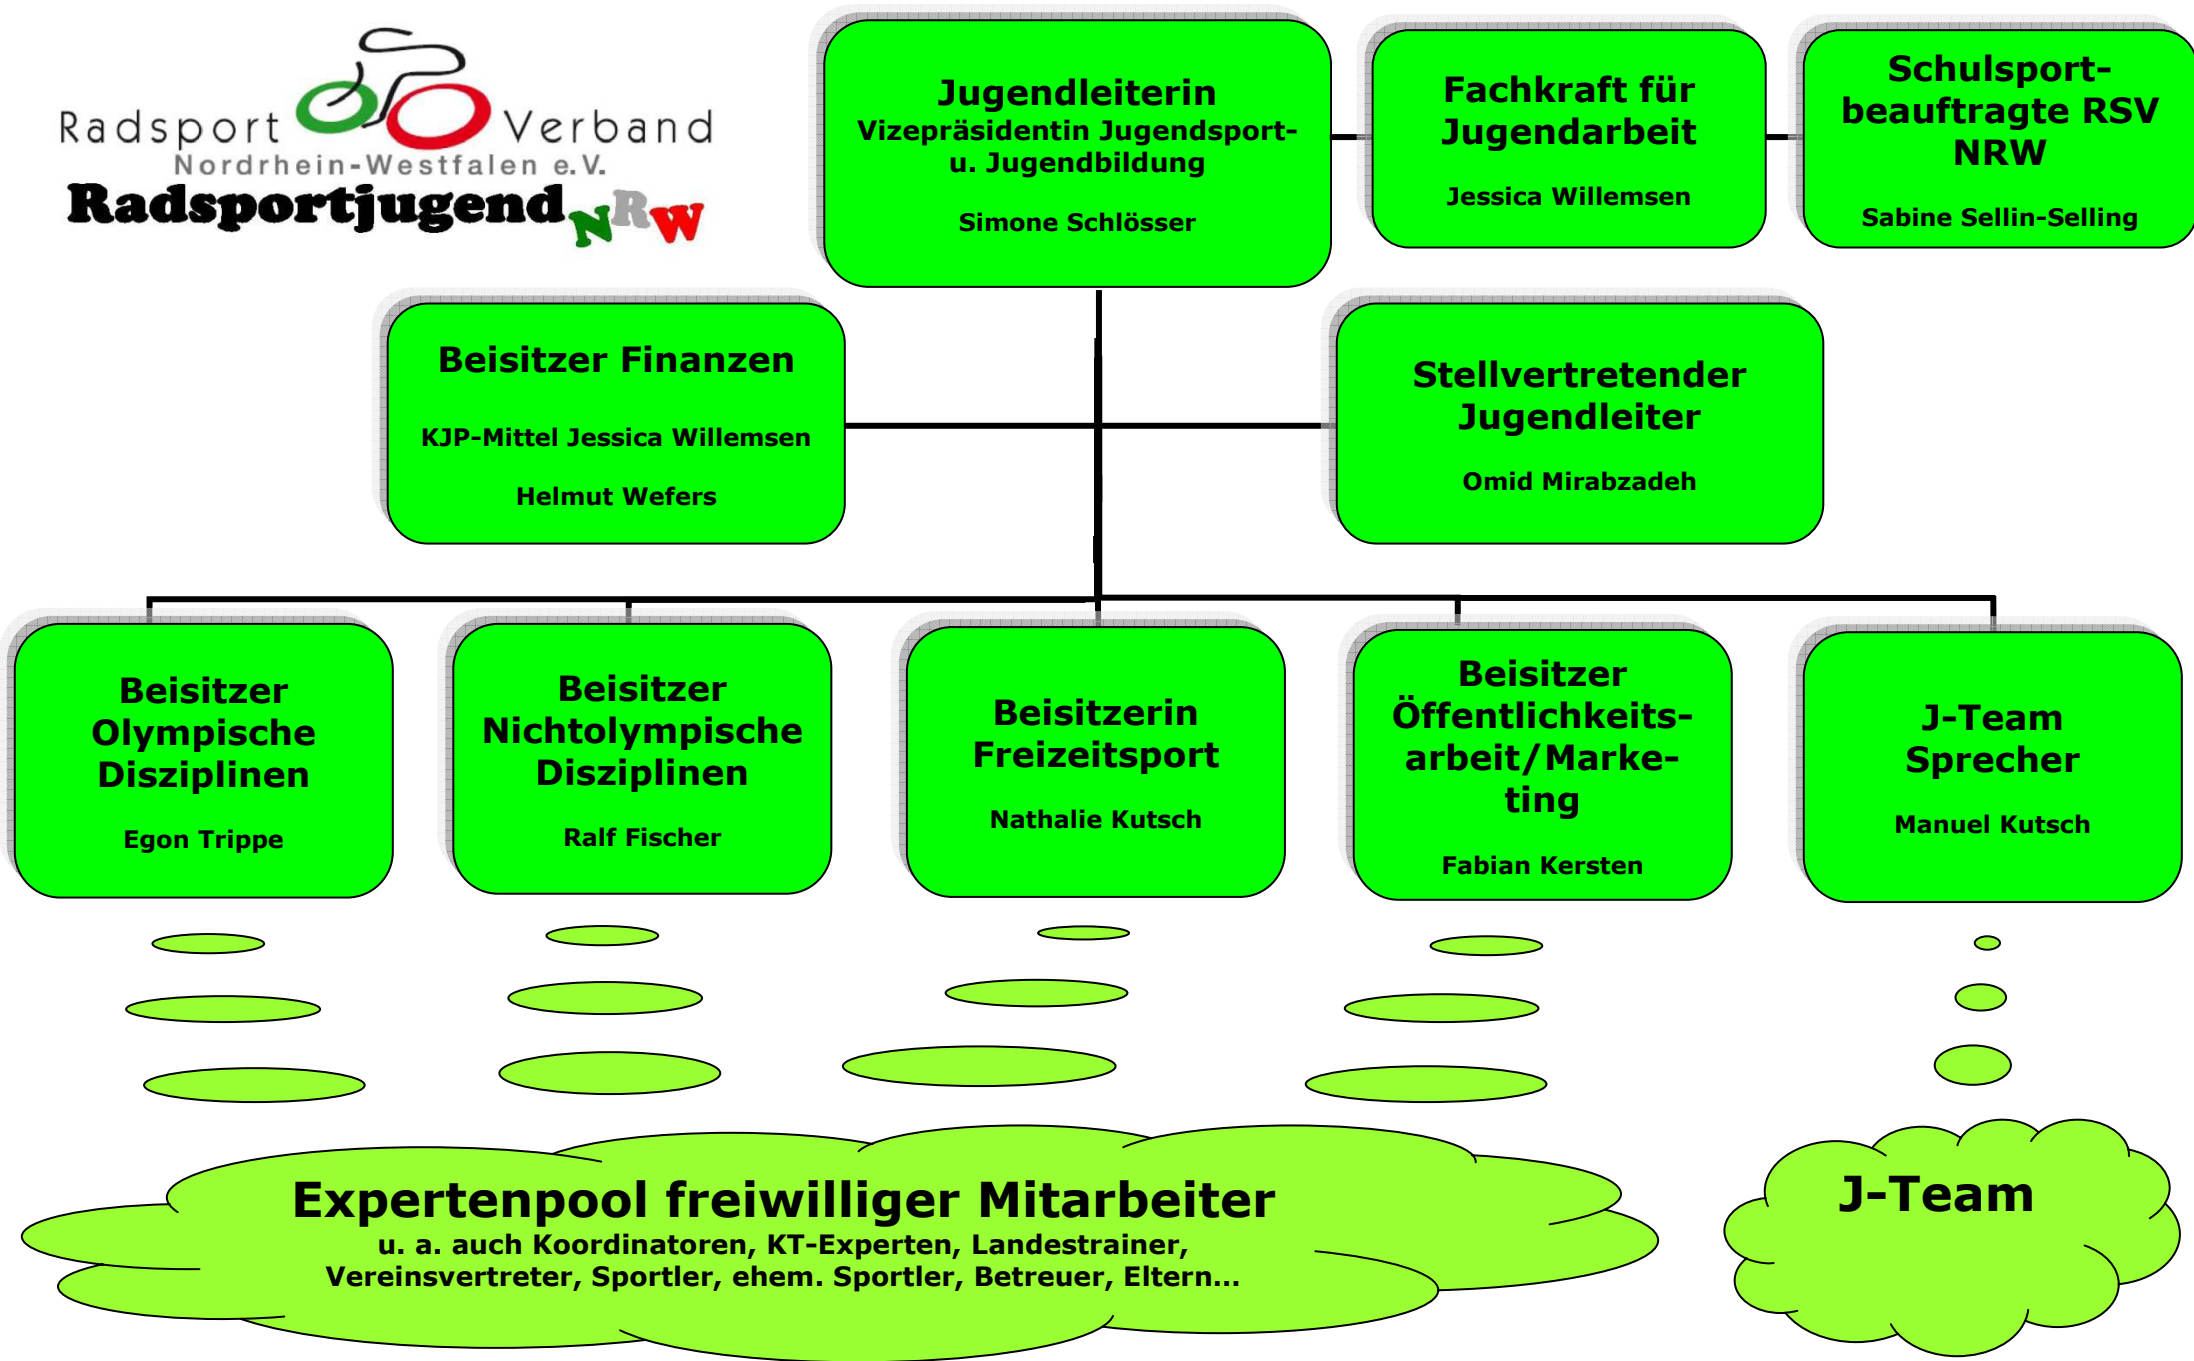 Radsport Verband
Nordrhein-Westfalen e.V.
Radsportjugend NRW
Jugendleiterin
Vizepräsidentin Jugendsport-
u. Jugendbildung
Simone Schlösser
Fachkraft für
Jugendarbeit
Jessica Willemsen
Schulsport-
beauftragte RSV
NRW
Sabine Sellin-Selling
Beisitzer Finanzen
KJP-Mittel Jessica Willemsen
Helmut Wefers
Stellvertretender
Jugendleiter
Omid Mirabzadeh
Beisitzer
Olympische
Disziplinen
Egon Trippe
Beisitzer
Nichtolympische
Disziplinen
Ralf Fischer
Beisitzerin
Freizeitsport
Nathalie Kutsch
Beisitzer
Öffentlichkeits-
arbeit/Marke-
ting
Fabian Kersten
J-Team
Sprecher
Manuel Kutsch
Expertenpool freiwilliger Mitarbeiter
u. a. auch Koordinatoren, KT-Experten, Landestrainer,
Vereinsvertreter, Sportler, ehem. Sportler, Betreuer, Eltern…
J-Team